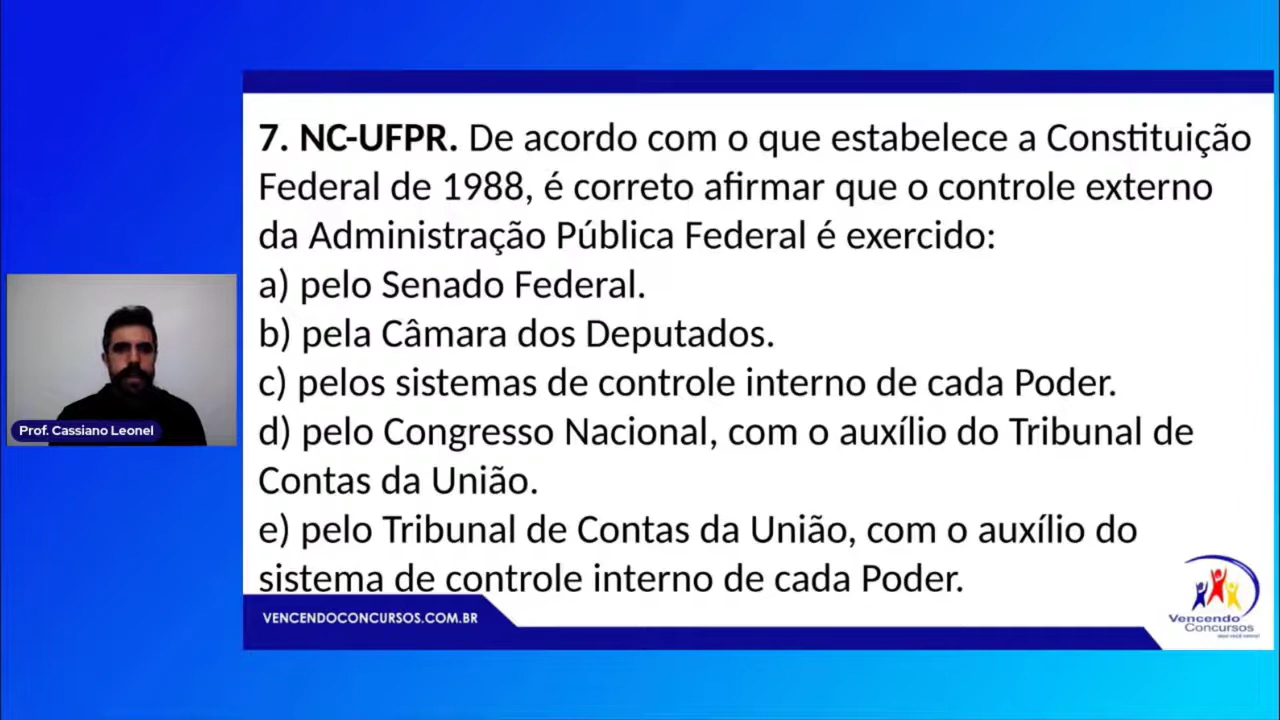 7. NC-UFPR. De acordo com o que estabelece a Constituição
Federal de 1988, é correto afirmar que o controle externo
da Administração Pública Federal é exercido:
a) pelo Senado Federal.
b) pela Câmara dos Deputados.
c) pelos sistemas de controle interno de cada Poder.
d) pelo Congresso Nacional, com o auxílio do Tribunal de
Contas da União.
e) pelo Tribunal de Contas da União, com o auxílio do
sistema de controle interno de cada Poder.
Prof. Cassiano Leonel
VENCENDOCONCURSOS.COM.BR
Vencendo
Concursos